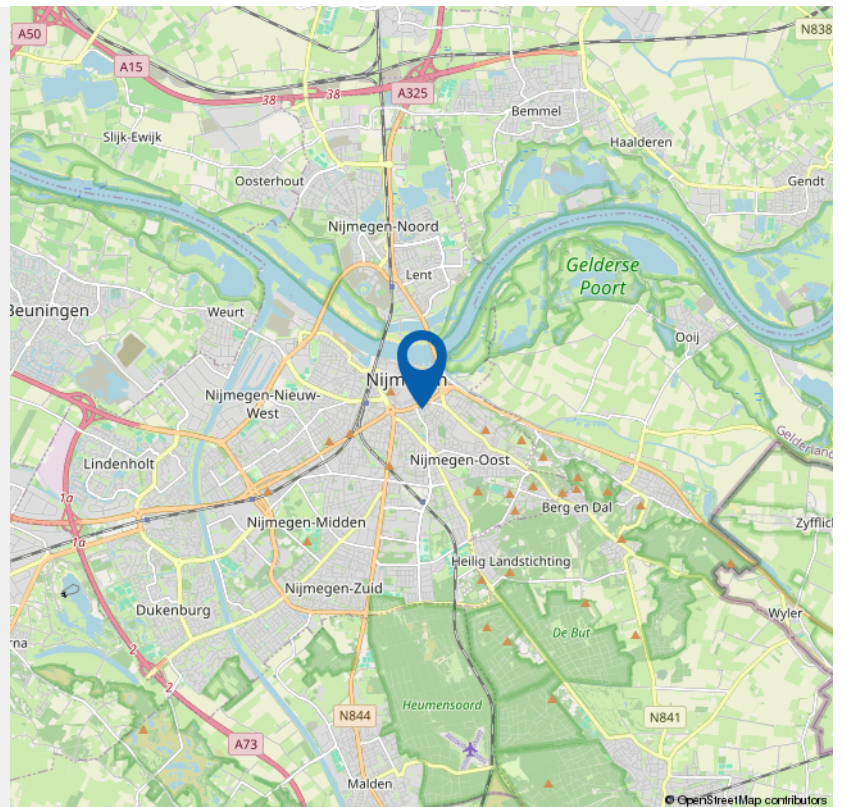 A50
N838
A15
38
38
A325
Bemmel
Slijk-Ewijk
Haalderen
Oosterhout
Gendt
Nijmegen-Noord
Gelderse
Poort
Lent
Beuningen
Weurt
Ooij
Nijmegen-Nieuw-
West
Gelderland
Lindenholt
Nijmegen-Oost
1a
Berg en Dal
Nijmegen-Midden
Zyfflich
1a
Heilig Landstichting
Nijmegen-Zuid
Dukenburg
Wyler
De But
2
2
Heumensoord
N844
N841
A73
Malden
© OpenStreetMap contributors